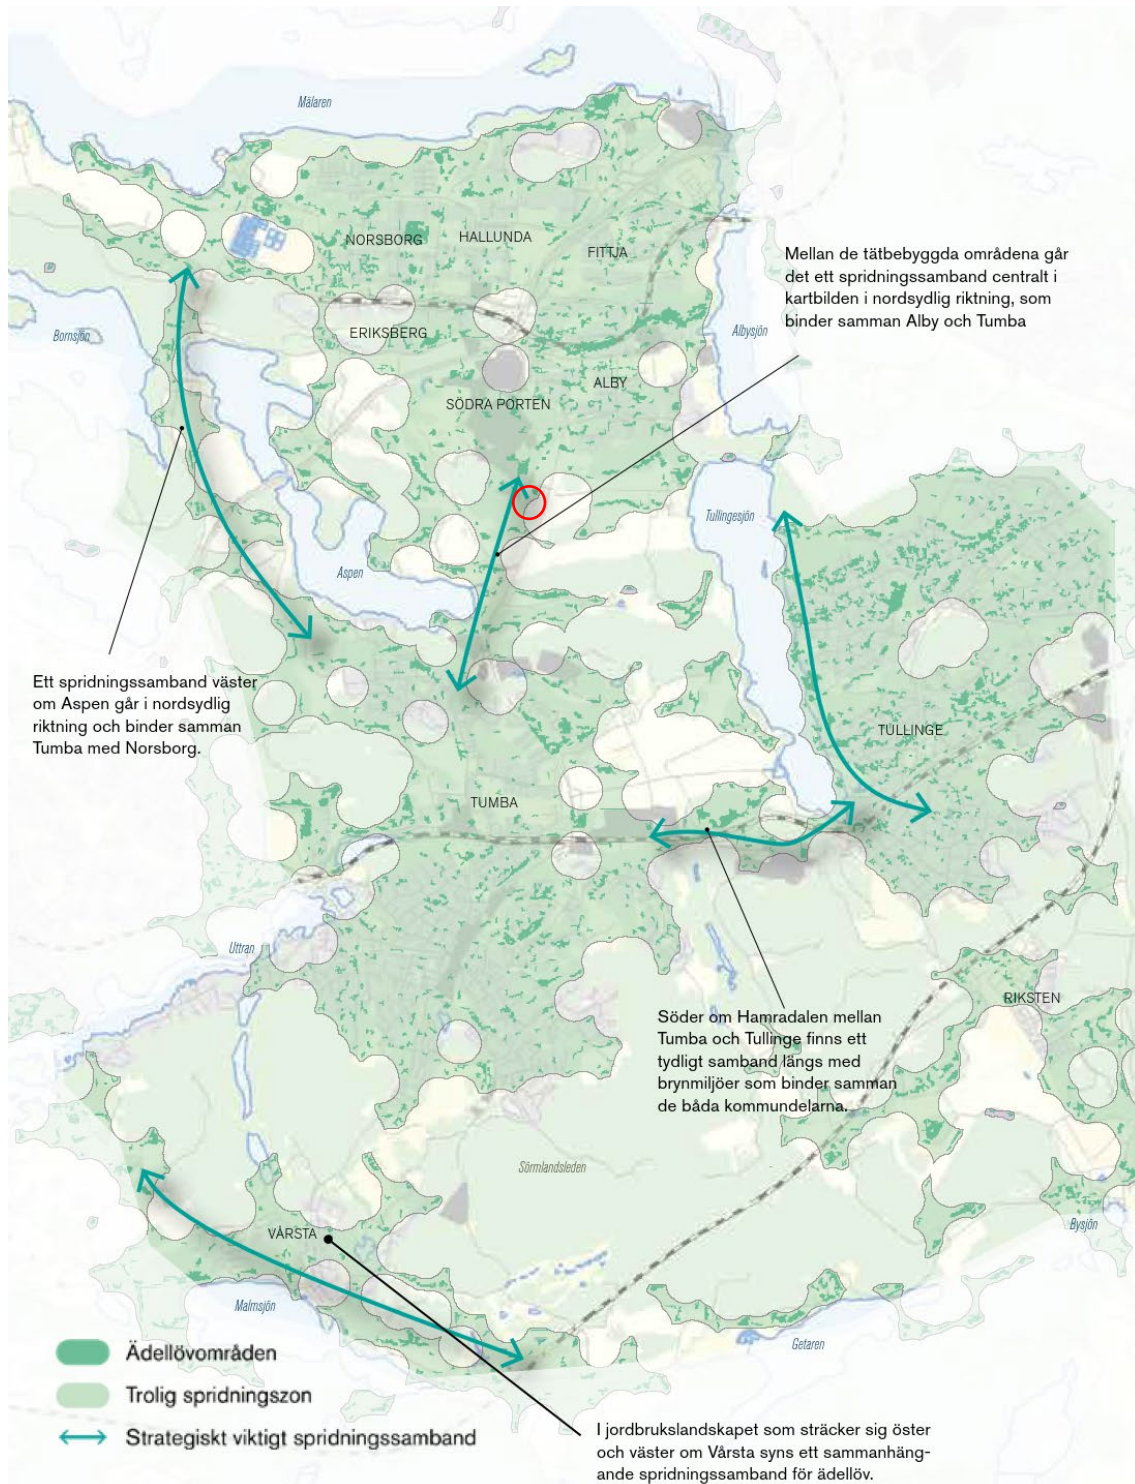 Mälaren
NORSBORG
HALLUNDA
FITTJA
Mellan de tätbebyggda områdena går
det ett spridningssamband centralt i
kartbilden i nordsydlig riktning, som
binder samman Alby och Tumba
Bornsjön
ERIKSBERG
Albysjön
ALBY
SÖDRA PORTEN
Tullingesjön
Aspen
Ett spridningssamband väster
om Aspen går i nordsydlig
riktning och binder samman
Tumba med Norsborg.
TULLINGE
TUMBA
Uttran
RIKSTEN
Söder om Hamradalen mellan
Tumba och Tullinge finns ett
tydligt samband längs med
brynmiljöer som binder samman
de båda kommundelarna.
Sörmlandsleden
Bysjön
VÅRSTA
Malmsjön
Getaren
Ädellövområden
Trolig spridningszon
Strategiskt viktigt spridningssamband
I jordbrukslandskapet som sträcker sig öster
och väster om Vårsta syns ett sammanhäng-
ande spridningssamband för ädellöv.